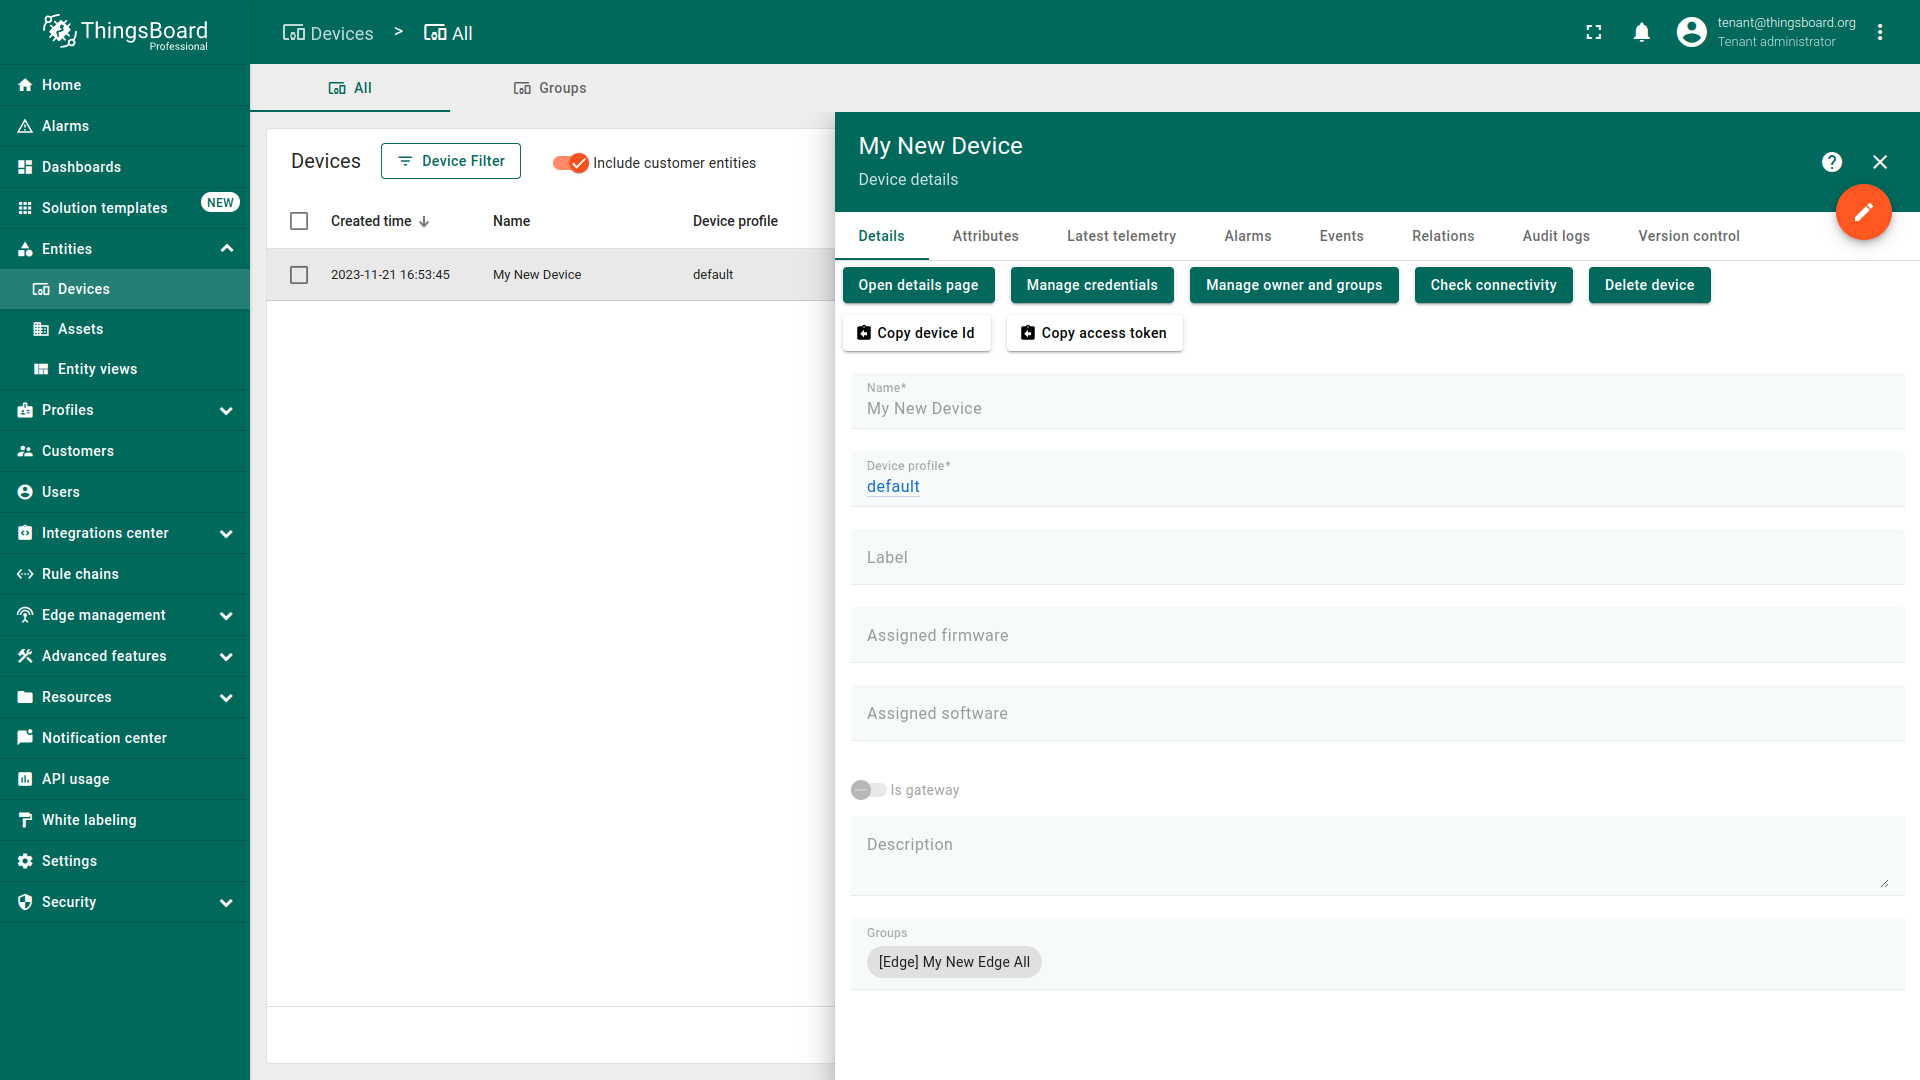 ThingsBoard
Professional
Devices > All
tenant@thingsboard.org
Tenant administrator
Home
Alarms
Dashboards
Solution templates NEW
Entities
Devices
Assets
Entity views
Profiles
Customers
Users
Integrations center
Rule chains
Edge management
Advanced features
Resources
Notification center
API usage
White labeling
Settings
Security
All Groups
Devices Device Filter Include customer entities
Created time Name Device profile
2023-11-21 16:53:45 My New Device default
My New Device
Device details
Details Attributes Latest telemetry Alarms Events Relations Audit logs Version control
Open details page Manage credentials Manage owner and groups Check connectivity Delete device
Copy device Id Copy access token
Name*
My New Device
Device profile*
default
Label
Assigned firmware
Assigned software
Is gateway
Description
Groups
[Edge] My New Edge All